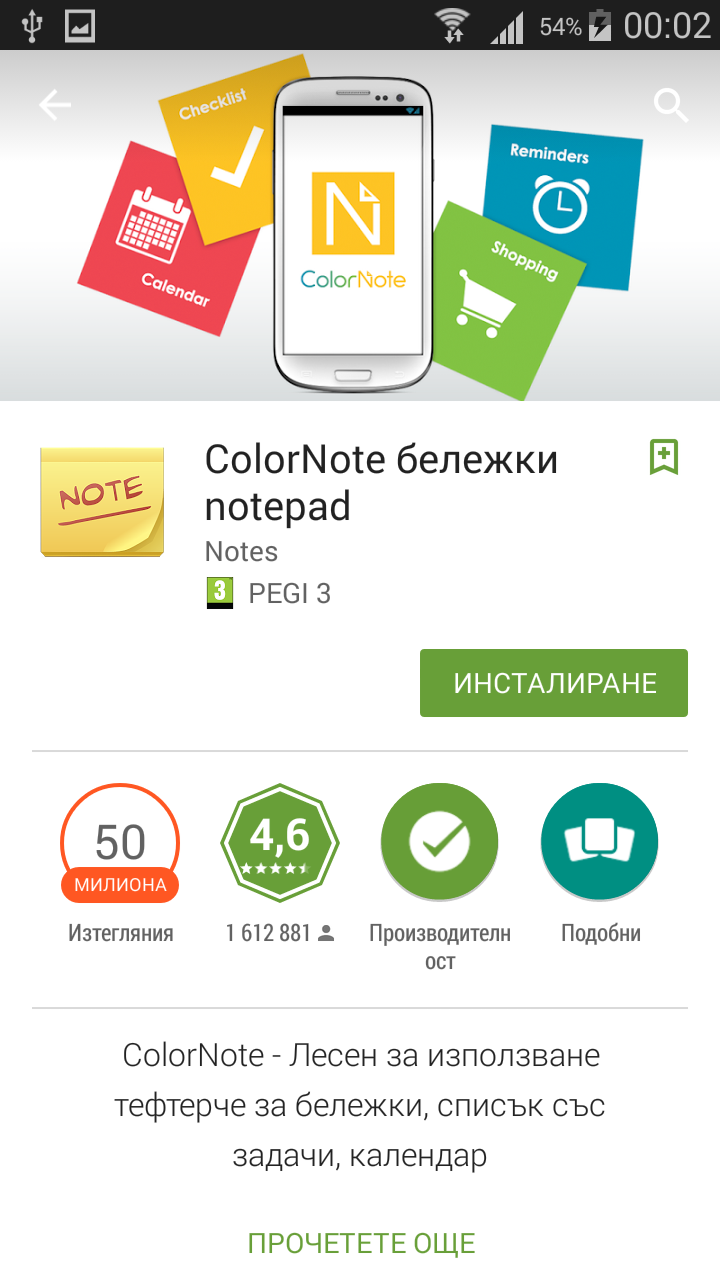 54% 00:02
Checklist
Reminders
Calendar
Shopping
N
ColorNote
NOTE
ColorNote бележки
notepad
Notes
3 PEGI 3
ИНСТАЛИРАНЕ
50
МИЛИОНА
4,6
Изтегляния
1 612 881
Производителн
ост
Подобни
ColorNote - Лесен за използване
тефтерче за бележки, списък със
задачи, календар
ПРОЧЕТЕТЕ ОЩЕ